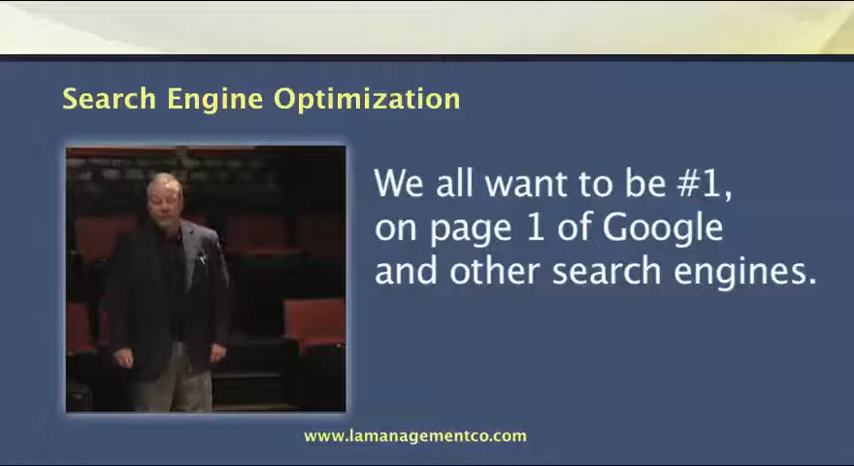 Search Engine Optimization
We all want to be #1,
on page 1 of Google
and other search engines.
www.lamanagementco.com